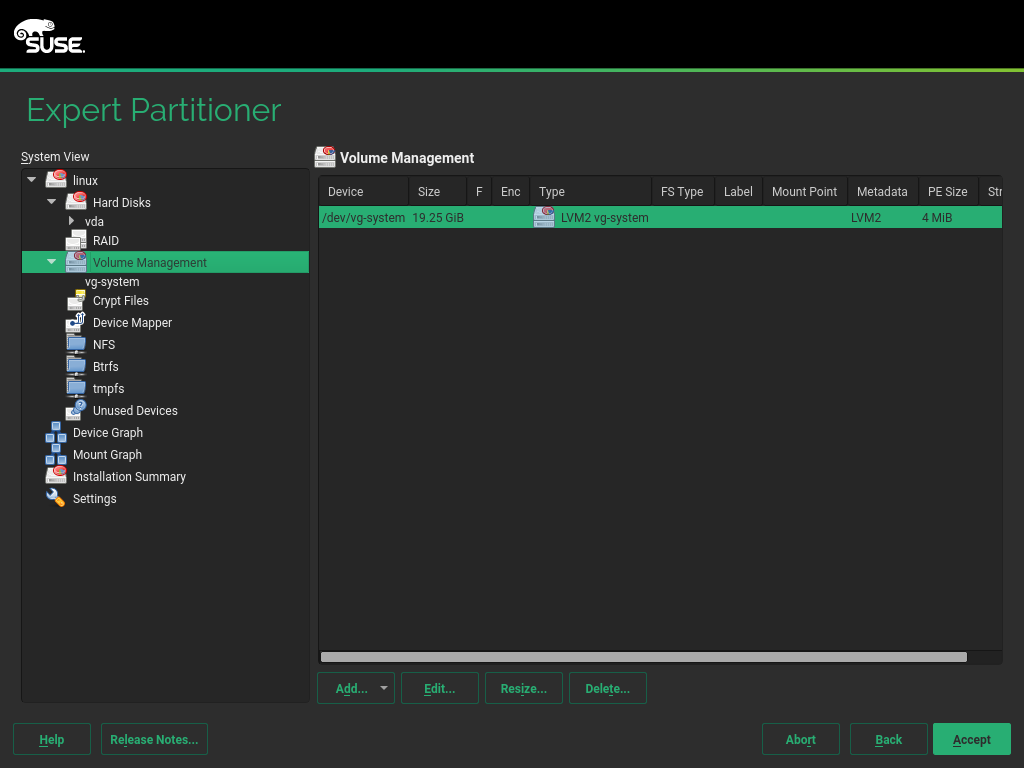 SUSE
Expert Partitioner
System View
linux
Hard Disks
vda
RAID
Volume Management
vg-system
Crypt Files
Device Mapper
NFS
Btrfs
tmpfs
Unused Devices
Device Graph
Mount Graph
Installation Summary
Settings
Volume Management
Device Size F Enc Type FS Type Label Mount Point Metadata PE Size Str
/dev/vg-system 19.25 GiB LVM2 vg-system LVM2 4 MiB
Add... Edit... Resize... Delete...
Help Release Notes... Abort Back Accept